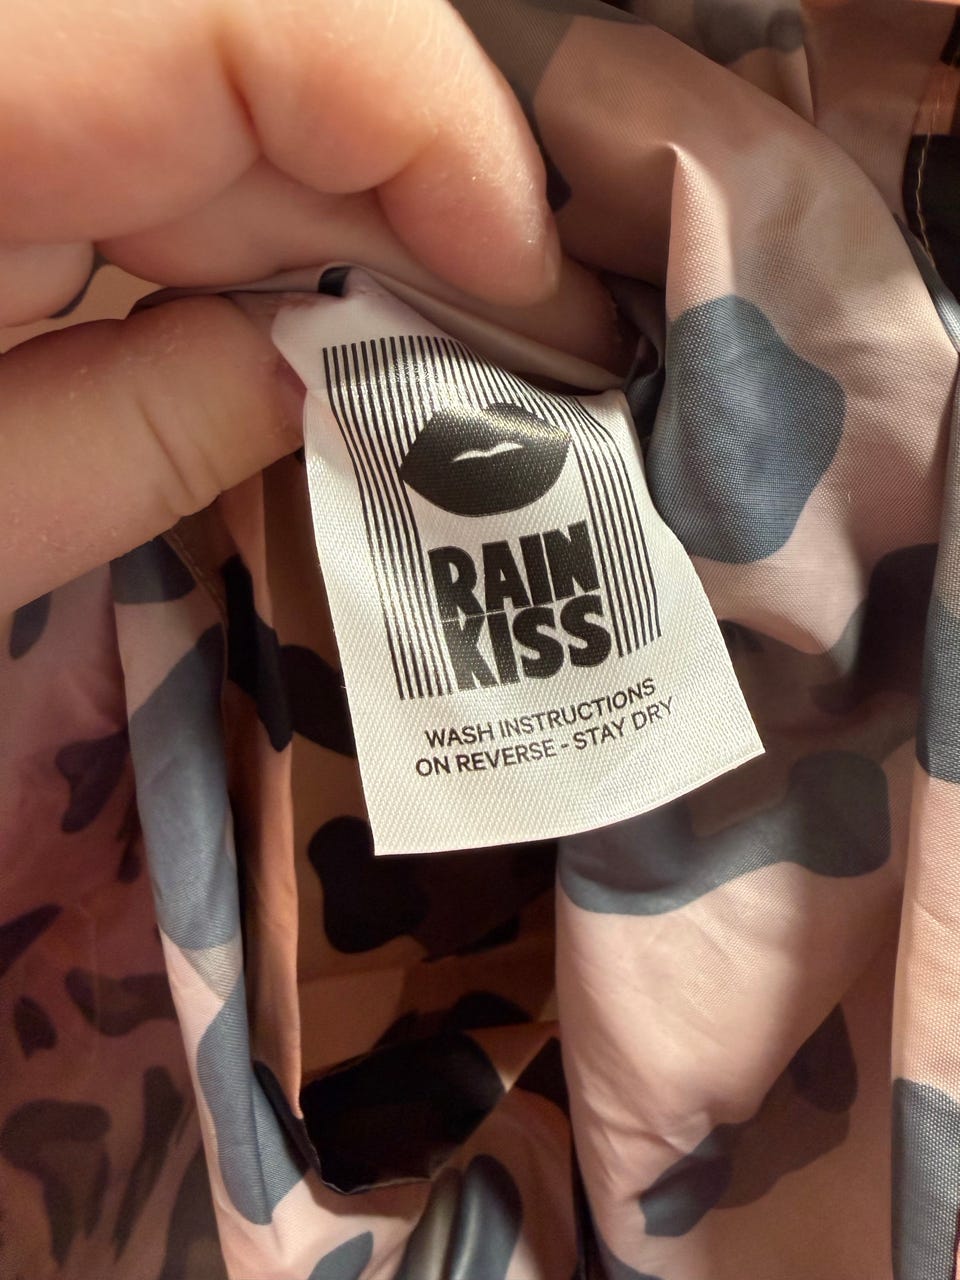 RAIN
KISS
WASH INSTRUCTIONS
ON REVERSE - STAY DRY